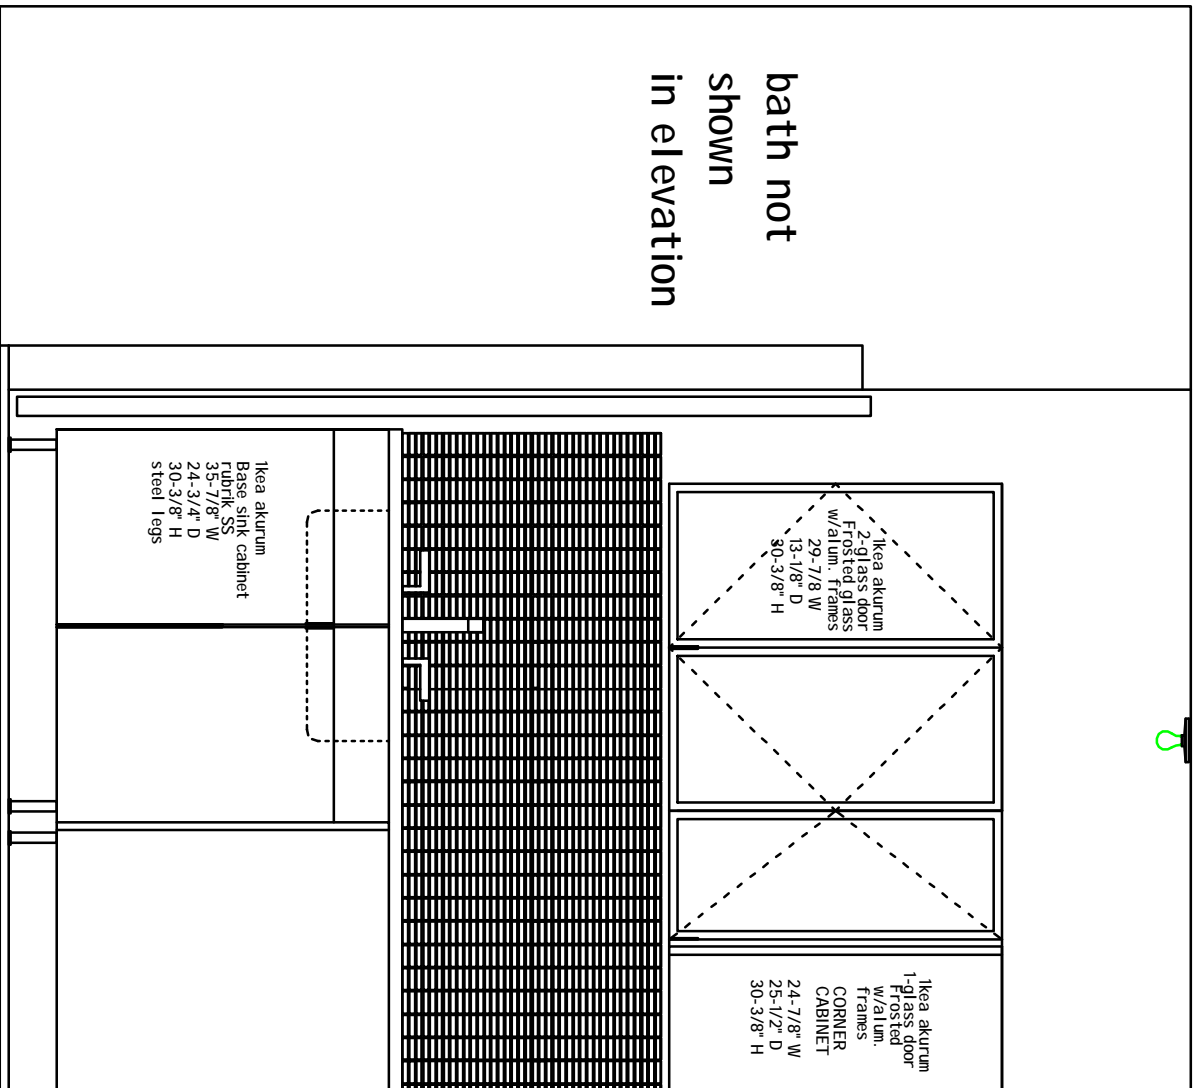 bath not
shown
in elevation
Ikea akurum
Base sink cabinet
rubrik SS
35-7/8" W
24-3/4" D
30-3/8" H
steel legs
Ikea akurum
2-glass door
Frosted glass
w/alum. frames
29-7/8 W
13-1/8" D
30-3/8" H
Ikea akurum
1-glass door
Frosted
w/alum.
frames
CORNER
CABINET
24-7/8" W
25-1/2" D
30-3/8" H